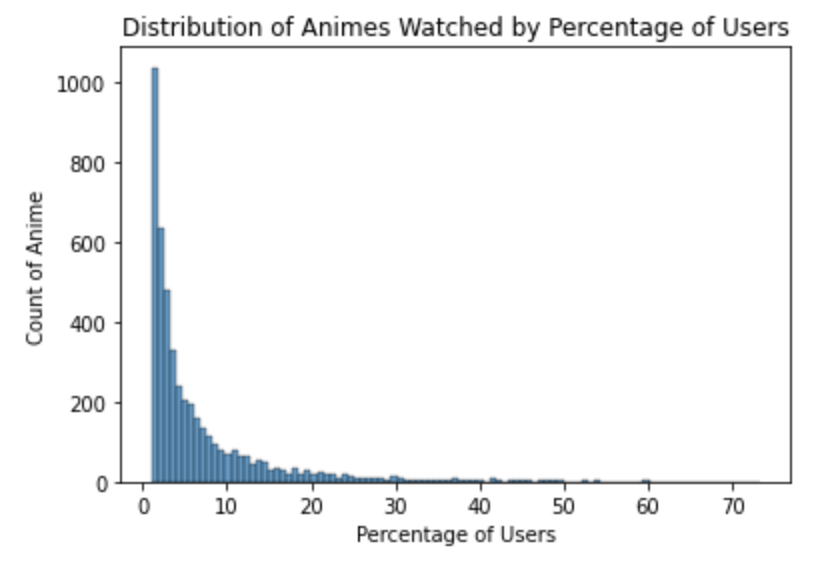 Distribution of Animes Watched by Percentage of Users
1000
800
600
400
200
0
Count of Anime
0 10 20 30 40 50 60 70
Percentage of Users